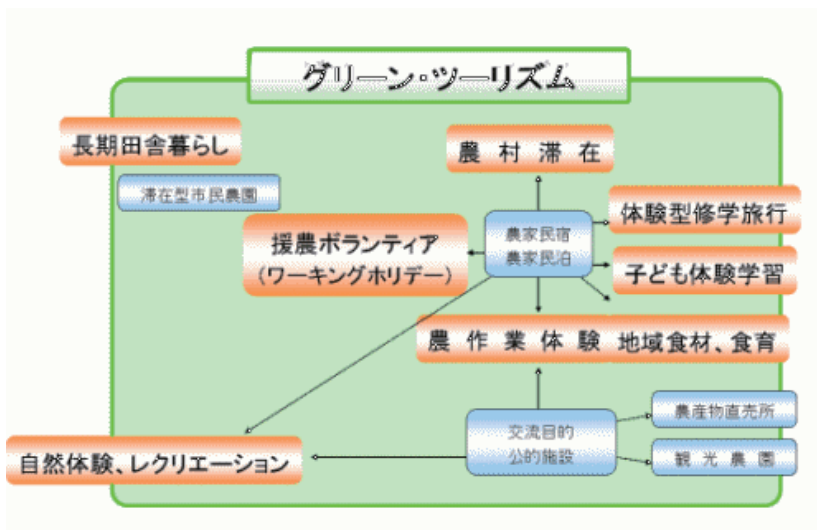 グリーン・ツーリズム
長期田舎暮らし
農村滞在
滞在型市民農園
体験型修学旅行
農家民宿
農家民泊
援農ボランティア
(ワーキングホリデー)
子ども体験学習
農作業体験
地域食材、食育
農産物直売所
交流目的
公的施設
観光農園
自然体験、レクリエーション